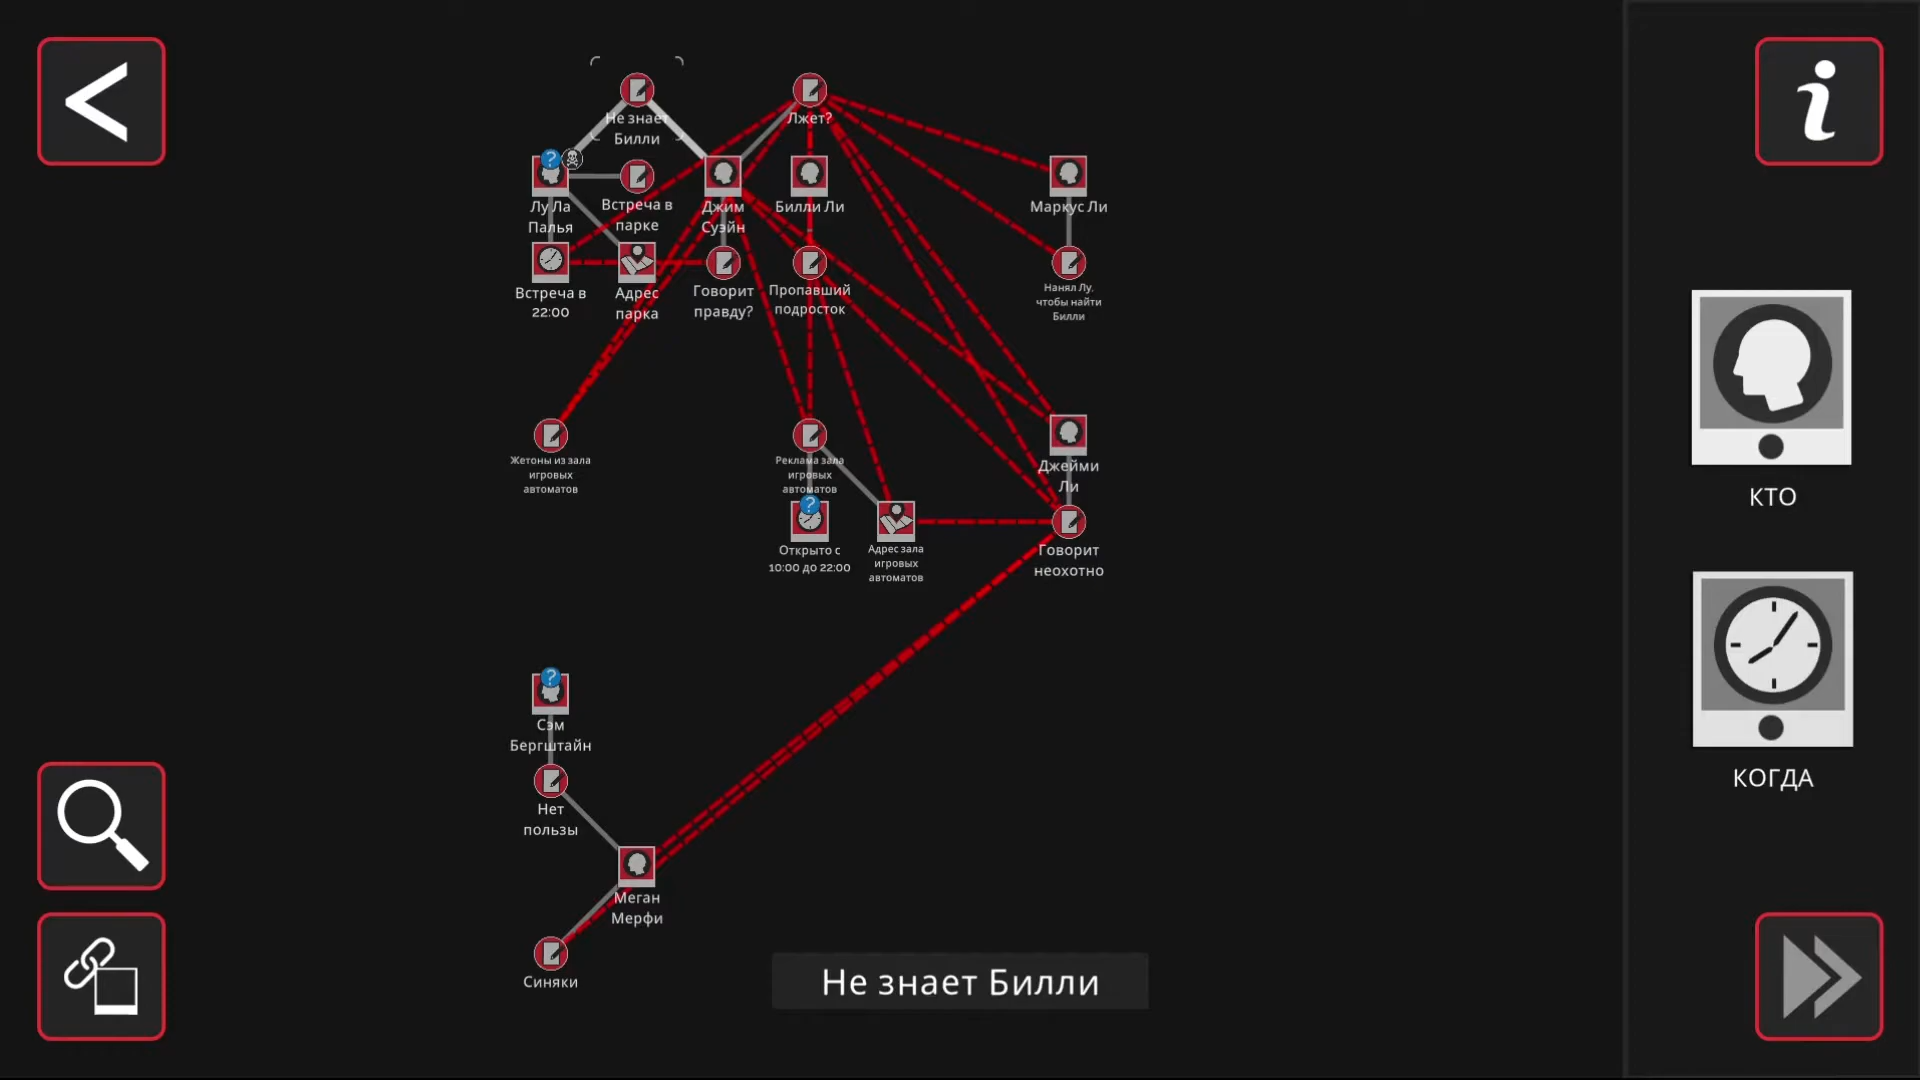 Не знает
Билли
Лжет?
Лу Ла
Палья
Встреча в
парке
Джим
Суэйн
Билли Ли
Маркус Ли
Встреча в
22:00
Адрес
парка
Говорит
правду?
Пропавший
подросток
Нанял Лу,
чтобы найти
Билли
Жетоны из зала
игровых
автоматов
Реклама зала
игровых
автоматов
Джейми
Ли
Открыто с
10:00 до 22:00
Адрес зала
игровых
автоматов
Говорит
неохотно
Сэм
Бергштайн
Нет
пользы
Меган
Мерфи
Синяки
Не знает Билли
КТО
КОГДА